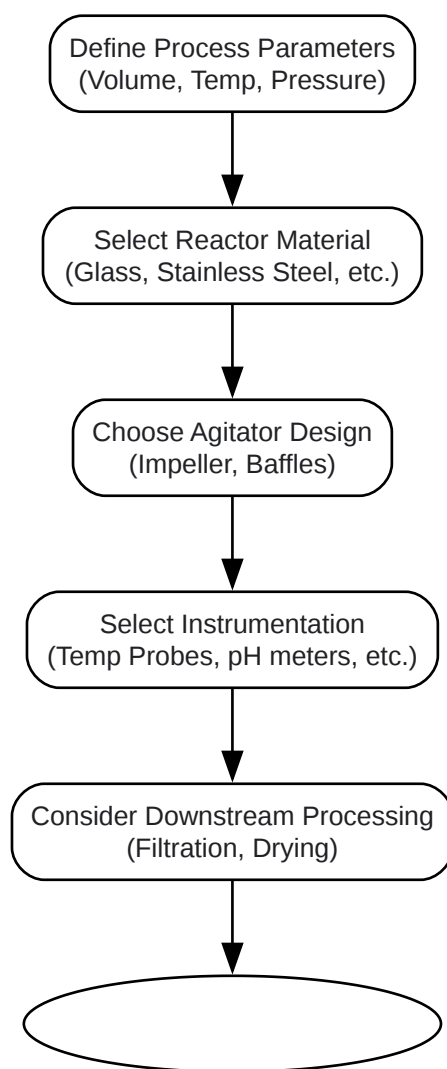 Define Process Parameters
(Volume, Temp, Pressure)
Select Reactor Material
(Glass, Stainless Steel, etc.)
Choose Agitator Design
(Impeller, Baffles)
Select Instrumentation
(Temp Probes, pH meters, etc.)
Consider Downstream Processing
(Filtration, Drying)